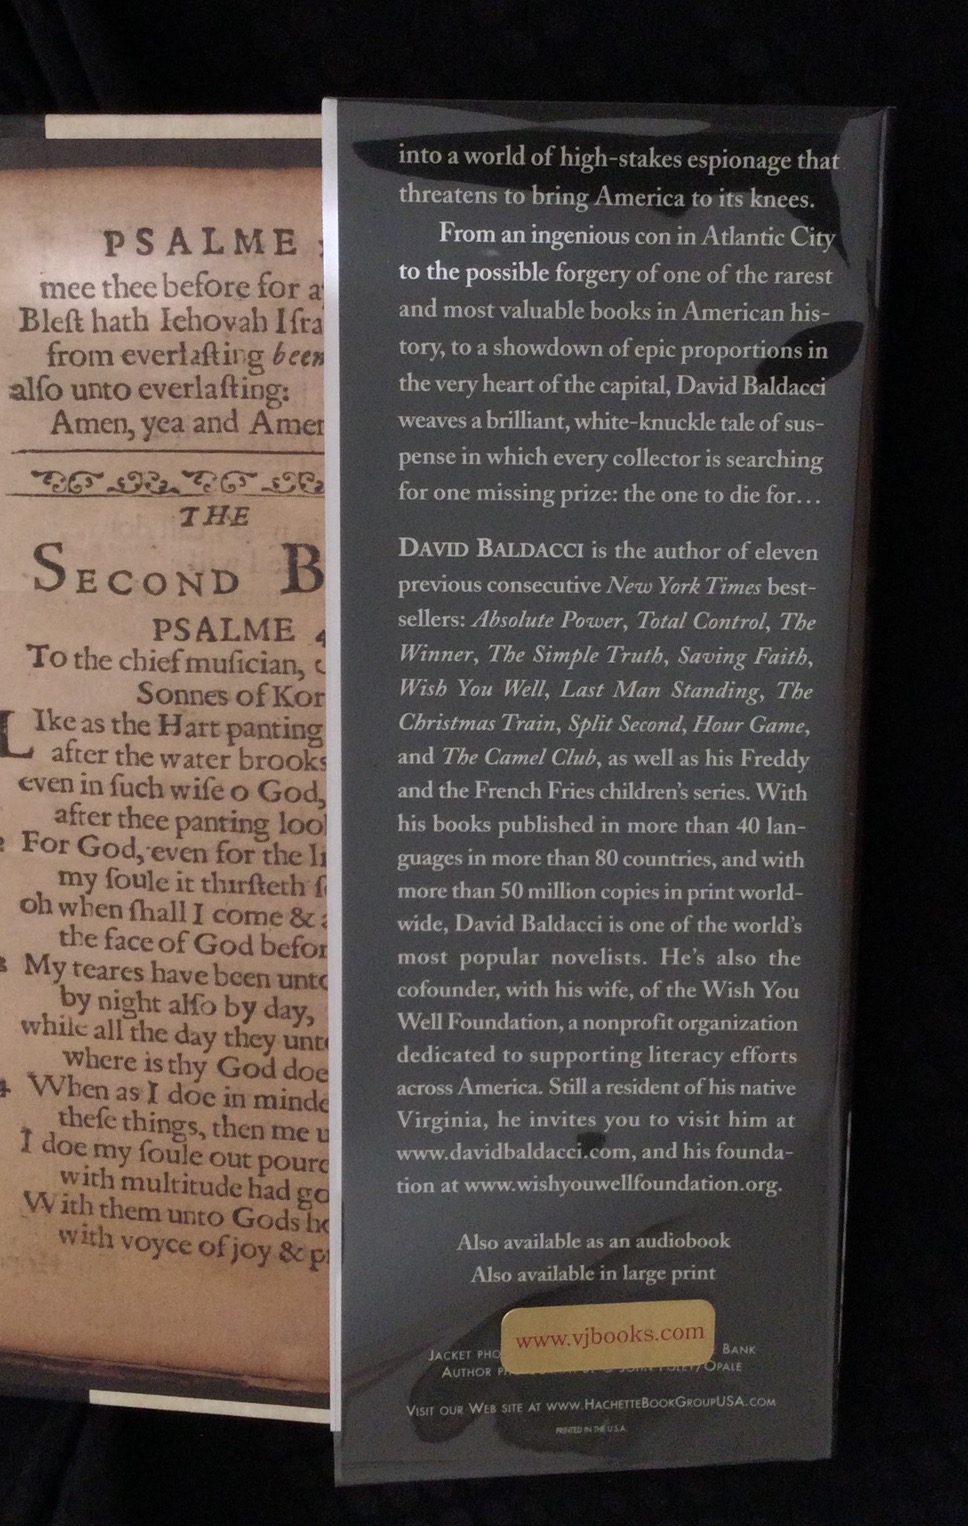 PSALME
mee thee before for a
Blest hath Iehovah Isra
from everlasting been
also unto everlasting:
Amen, yea and Amen
THE
SECOND B
PSALME 4
To the chief musician,
Sonnes of Kor
LIke as the Hart panting
after the water brooks
even in such wise o God,
after thee panting loo
For God, even for the li
my soule it thirsteth s
oh when shall I come & a
the face of God befor
3 My teares have been unto
by night also by day,
while all the day they unto
where is thy God doe
4 When as I doe in minde
these things, then me u
I doe my soule out poure
with multitude had go
With them unto Gods ho
with voyce of joy & p
into a world of high-stakes espionage that
threatens to bring America to its knees.
From an ingenious con in Atlantic City
to the possible forgery of one of the rarest
and most valuable books in American his-
tory, to a showdown of epic proportions in
the very heart of the capital, David Baldacci
weaves a brilliant, white-knuckle tale of sus-
pense in which every collector is searching
for one missing prize: the one to die for…
DAVID BALDACCI is the author of eleven
previous consecutive New York Times best-
sellers: Absolute Power, Total Control, The
Winner, The Simple Truth, Saving Faith,
Wish You Well, Last Man Standing, The
Christmas Train, Split Second, Hour Game,
and The Camel Club, as well as his Freddy
and the French Fries children's series. With
his books published in more than 40 lan-
guages in more than 80 countries, and with
more than 50 million copies in print world-
wide, David Baldacci is one of the world's
most popular novelists. He's also the
cofounder, with his wife, of the Wish You
Well Foundation, a nonprofit organization
dedicated to supporting literacy efforts
across America. Still a resident of his native
Virginia, he invites you to visit him at
www.davidbaldacci.com, and his founda-
tion at www.wishyouwellfoundation.org.
Also available as an audiobook
Also available in large print
www.vjbooks.com
JACKET PHO BANK
AUTHOR P OPALE
VISIT OUR WEB SITE AT WWW.HACHETTEBOOKGROUPUSA.COM
PRINTED IN THE U.S.A.